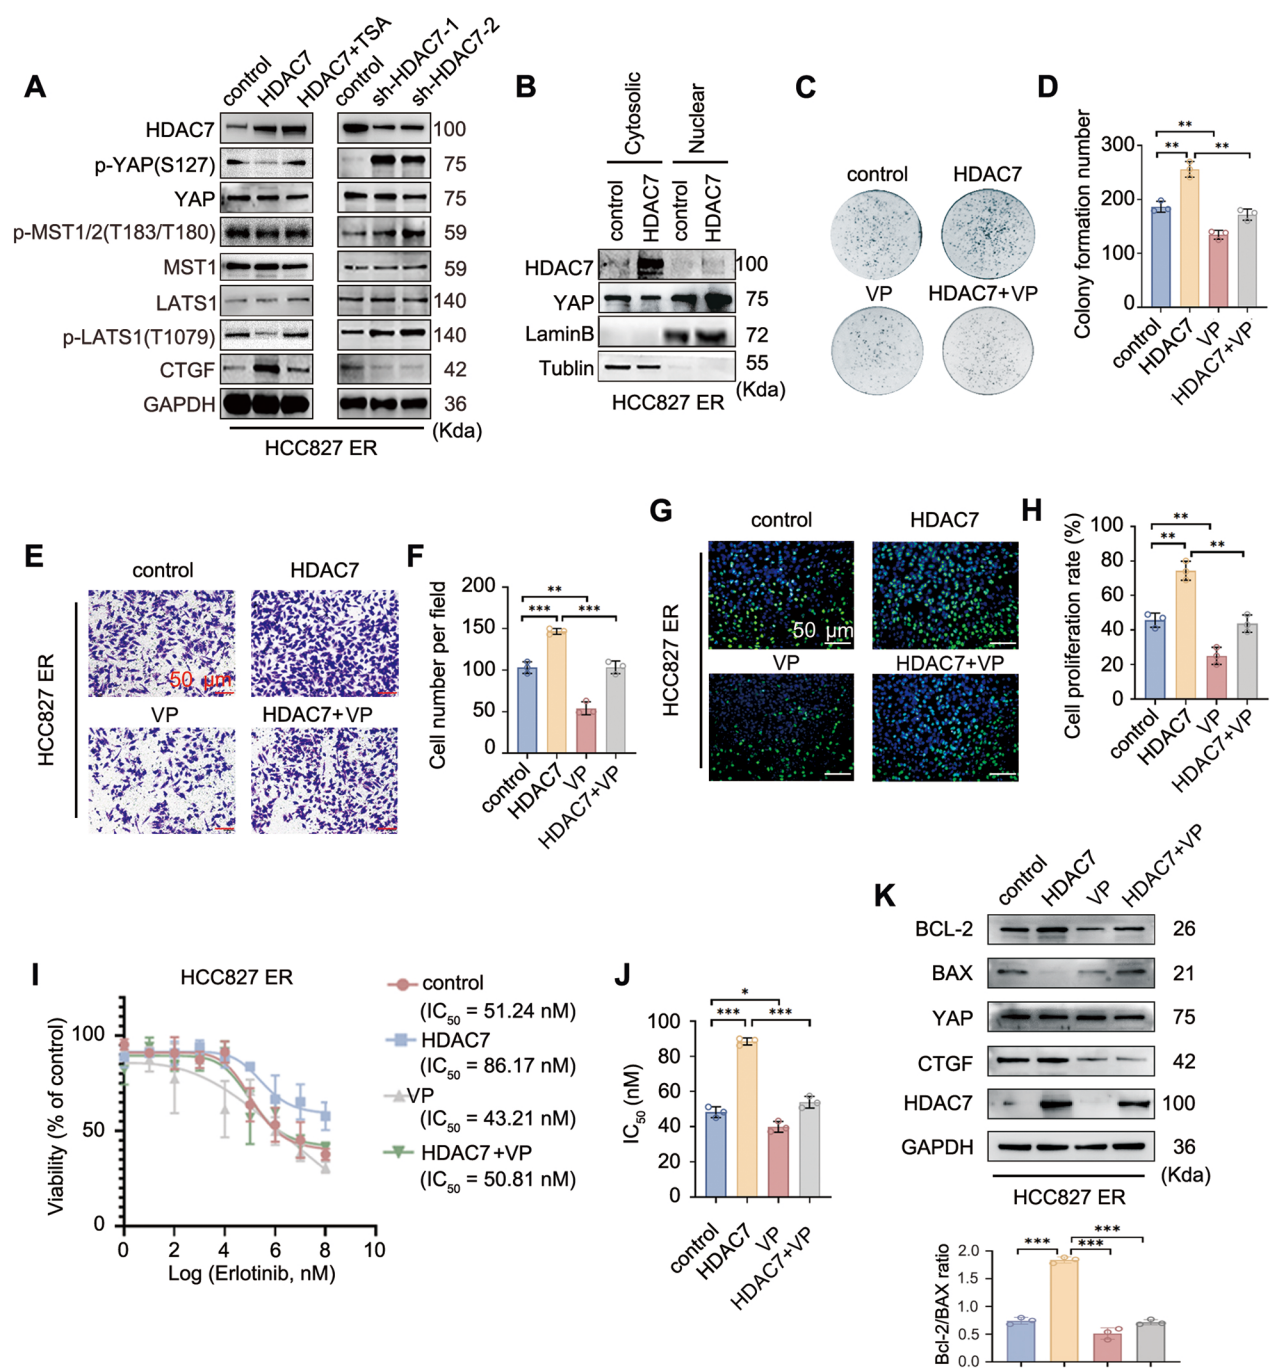 A
control
HDAC7
HDAC7+TSA
control
sh-HDAC7-1
sh-HDAC7-2
HDAC7 100
p-YAP(S127) 75
YAP 75
p-MST1/2(T183/T180) 59
MST1 59
LATS1 140
p-LATS1(T1079) 140
CTGF 42
GAPDH 36
(Kda)
HCC827 ER
B
Cytosolic
Nuclear
control
HDAC7
control
HDAC7
HDAC7 100
YAP 75
LaminB 72
Tublin 55
(Kda)
HCC827 ER
C
control HDAC7
VP HDAC7+VP
D
Colony formation number
300
200
100
0
** **
**
control
HDAC7
VP
HDAC7+VP
E
control HDAC7
HCC827 ER
50 μm
VP HDAC7+VP
F
Cell number per field
200
150
100
50
0
**
*** ***
control
HDAC7
VP
HDAC7+VP
G
control HDAC7
HCC827 ER
50 μm
VP HDAC7+VP
H
Cell proliferation rate (%)
100
80
60
40
20
0
**
** **
control
HDAC7
VP
HDAC7+VP
I
HCC827 ER
Viability (% of control)
100
50
0
0 2 4 6 8 10
Log (Erlotinib, nM)
control
(IC50 = 51.24 nM)
HDAC7
(IC50 = 86.17 nM)
VP
(IC50 = 43.21 nM)
HDAC7+VP
(IC50 = 50.81 nM)
J
IC50 (nM)
100
80
60
40
20
0
*
*** ***
control
HDAC7
VP
HDAC7+VP
K
control
HDAC7
VP
HDAC7+VP
BCL-2 26
BAX 21
YAP 75
CTGF 42
HDAC7 100
GAPDH 36
(Kda)
HCC827 ER
Bcl-2/BAX ratio
2.0
1.5
1.0
0.5
0.0
***
*** ***